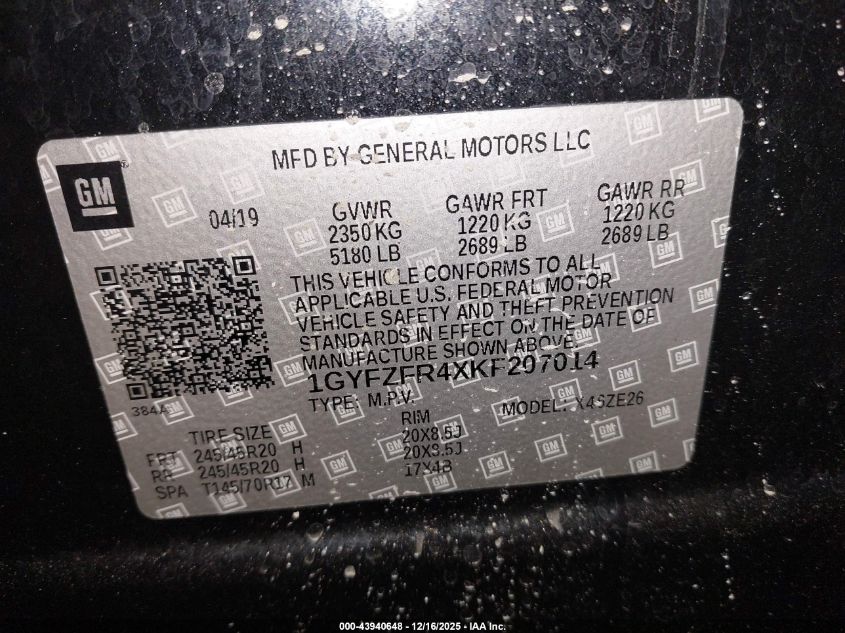 MFD BY GENERAL MOTORS LLC
GM
04/19
GVWR GAWR FRT GAWR RR
2350 KG 1220 KG 1220 KG
5180 LB 2689 LB 2689 LB
THIS VEHICLE CONFORMS TO ALL
APPLICABLE U.S. FEDERAL MOTOR
VEHICLE SAFETY AND THEFT PREVENTION
STANDARDS IN EFFECT ON THE DATE OF
MANUFACTURE SHOWN ABOVE.
1GYFZFR4XKF207014
TYPE: M.P.V. MODEL: X4SZE26
384A
TIRE SIZE RIM
FRT 245/45R20 H 20X8.5J
RR 245/45R20 H 20X8.5J
SPA T145/70R17 M 17X4B
000-43940648 - 12/16/2025 - IAA Inc.